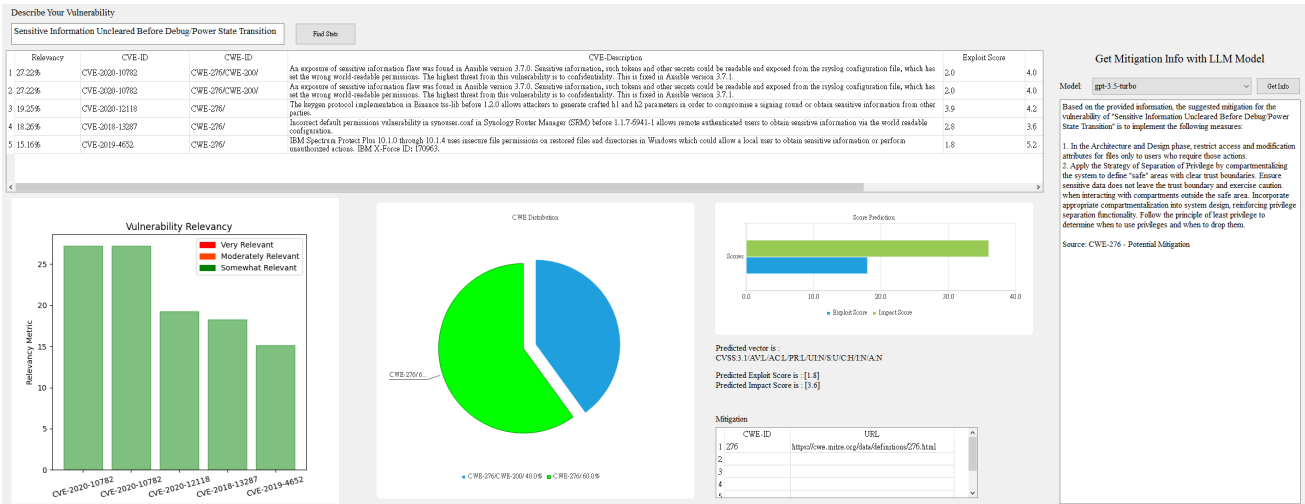 Describe Your Vulnerability
Sensitive Information Uncleared Before Debug/Power State Transition
Find Stats
Relevancy CVE-ID CWE-ID CVE-Description Exploit Score
1 27.22% CVE-2020-10782 CWE-276/CWE-200/ An exposure of sensitive information flaw was found in Ansible version 3.7.0. Sensitive information, such tokens and other secrets could be readable and exposed from the rsyslog configuration file, which has
set the wrong world-readable permissions. The highest threat from this vulnerability is to confidentiality. This is fixed in Ansible version 3.7.1. 2.0 4.0
2 27.22% CVE-2020-10782 CWE-276/CWE-200/ An exposure of sensitive information flaw was found in Ansible version 3.7.0. Sensitive information, such tokens and other secrets could be readable and exposed from the rsyslog configuration file, which has
set the wrong world-readable permissions. The highest threat from this vulnerability is to confidentiality. This is fixed in Ansible version 3.7.1. 2.0 4.0
3 19.25% CVE-2020-12118 CWE-276/ The keygen protocol implementation in Binance tss-lib before 1.2.0 allows attackers to generate crafted h1 and h2 parameters in order to compromise a signing round or obtain sensitive information from other
parties. 3.9 4.2
4 18.26% CVE-2018-13287 CWE-276/ Incorrect default permissions vulnerability in synouser.conf in Synology Router Manager (SRM) before 1.1.7-6941-1 allows remote authenticated users to obtain sensitive information via the world readable
configuration. 2.8 3.6
5 15.16% CVE-2019-4652 CWE-276/ IBM Spectrum Protect Plus 10.1.0 through 10.1.4 uses insecure file permissions on restored files and directories in Windows which could allow a local user to obtain sensitive information or perform
unauthorized actions. IBM X-Force ID: 170963. 1.8 5.2
Get Mitigation Info with LLM Model
Model: gpt-3.5-turbo
Get Info
Based on the provided information, the suggested mitigation for the
vulnerability of "Sensitive Information Uncleared Before Debug/Power
State Transition" is to implement the following measures:
1. In the Architecture and Design phase, restrict access and modification
attributes for files only to users who require those actions.
2. Apply the Strategy of Separation of Privilege by compartmentalizing
the system to define "safe" areas with clear trust boundaries. Ensure
sensitive data does not leave the trust boundary and exercise caution
when interacting with compartments outside the safe area. Incorporate
appropriate compartmentalization into system design, reinforcing privilege
separation functionality. Follow the principle of least privilege to
determine when to use privileges and when to drop them.
Source: CWE-276 - Potential Mitigation
Vulnerability Relevancy
Very Relevant
Moderately Relevant
Somewhat Relevant
Relevancy Metric
25
20
15
10
5
0
CVE-2020-10782
CVE-2020-10782
CVE-2020-12118
CVE-2018-13287
CVE-2019-4652
CWE Distribution
CWE-276/6...
CWE-276/CWE-200/ 40.0%
CWE-276/ 60.0%
Score Prediction
Scores
0.0 10.0 20.0 30.0 40.0
Exploit Score Impact Score
Predicted vector is :
CVSS:3.1/AV:L/AC:L/PR:L/UI:N/S:U/C:H/I:N/A:N
Predicted Exploit Score is : [1.8]
Predicted Impact Score is : [3.6]
Mitigation
CWE-ID URL
1 276 https://cwe.mitre.org/data/definitions/276.html
2
3
4
5